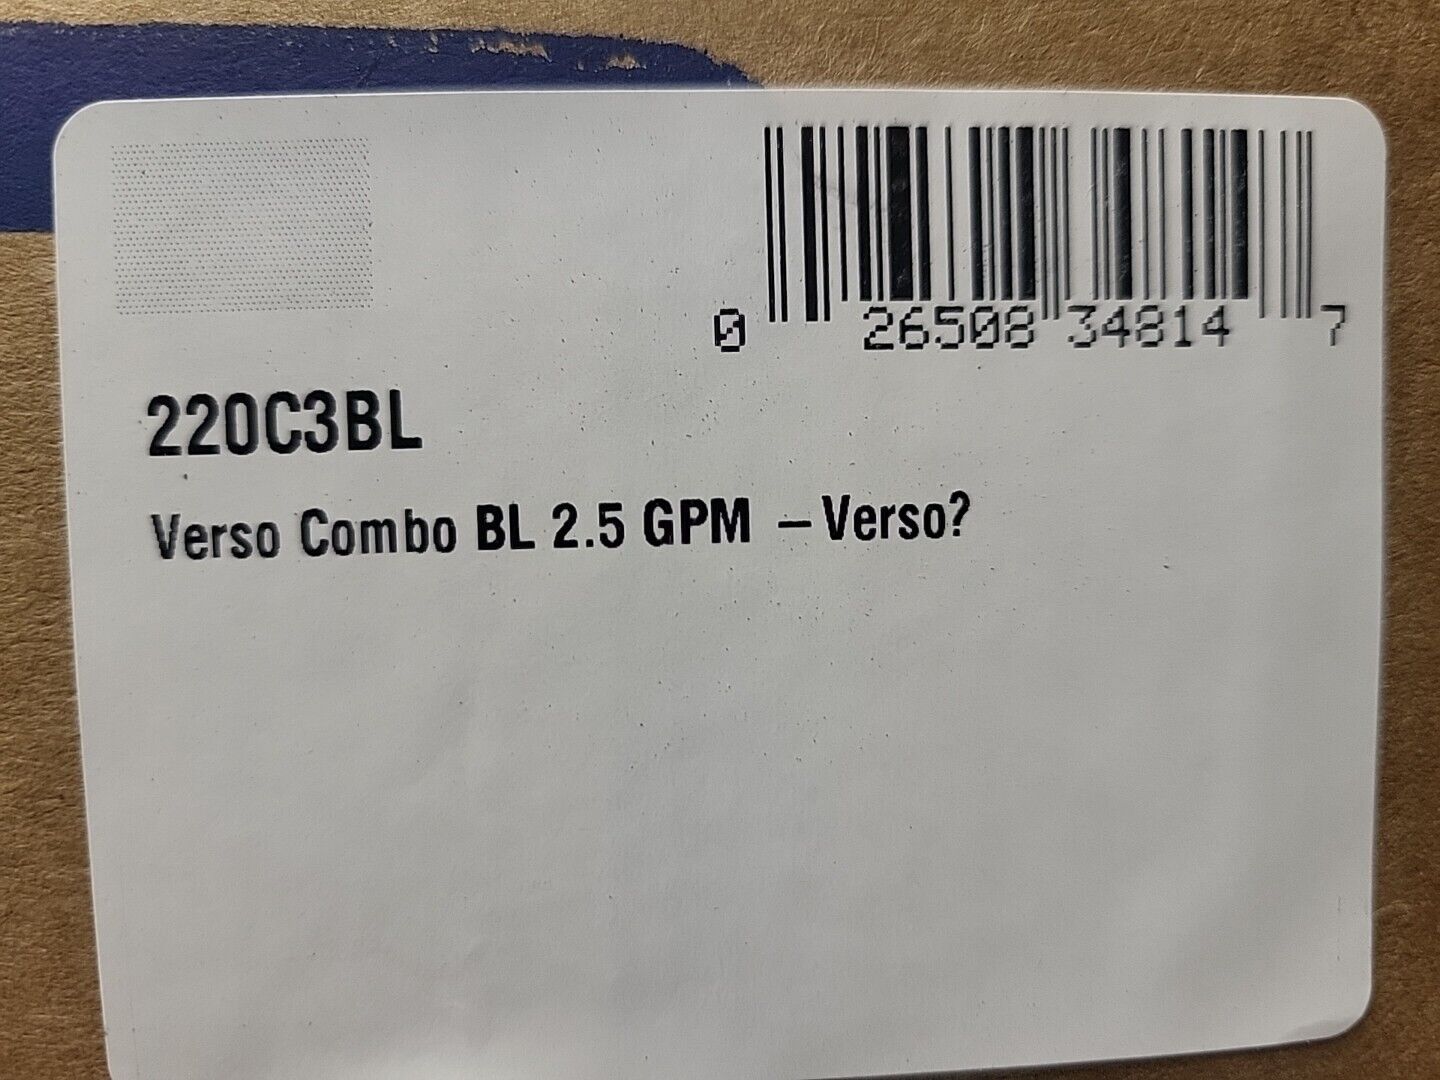 0 26508 34814 7
220C3BL
Verso Combo BL 2.5 GPM – Verso?